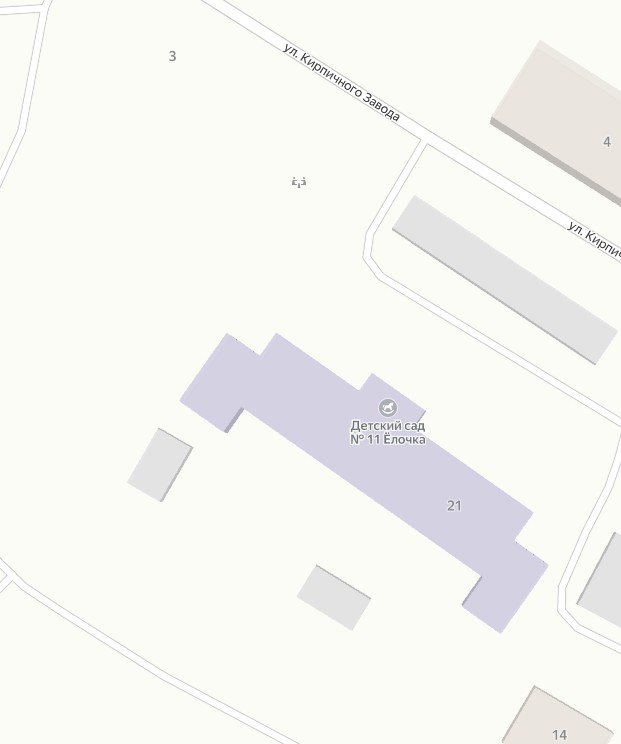 3
ул. Кирпичного Завода
4
ул. Кирпич
Детский сад
№ 11 Ёлочка
21
14